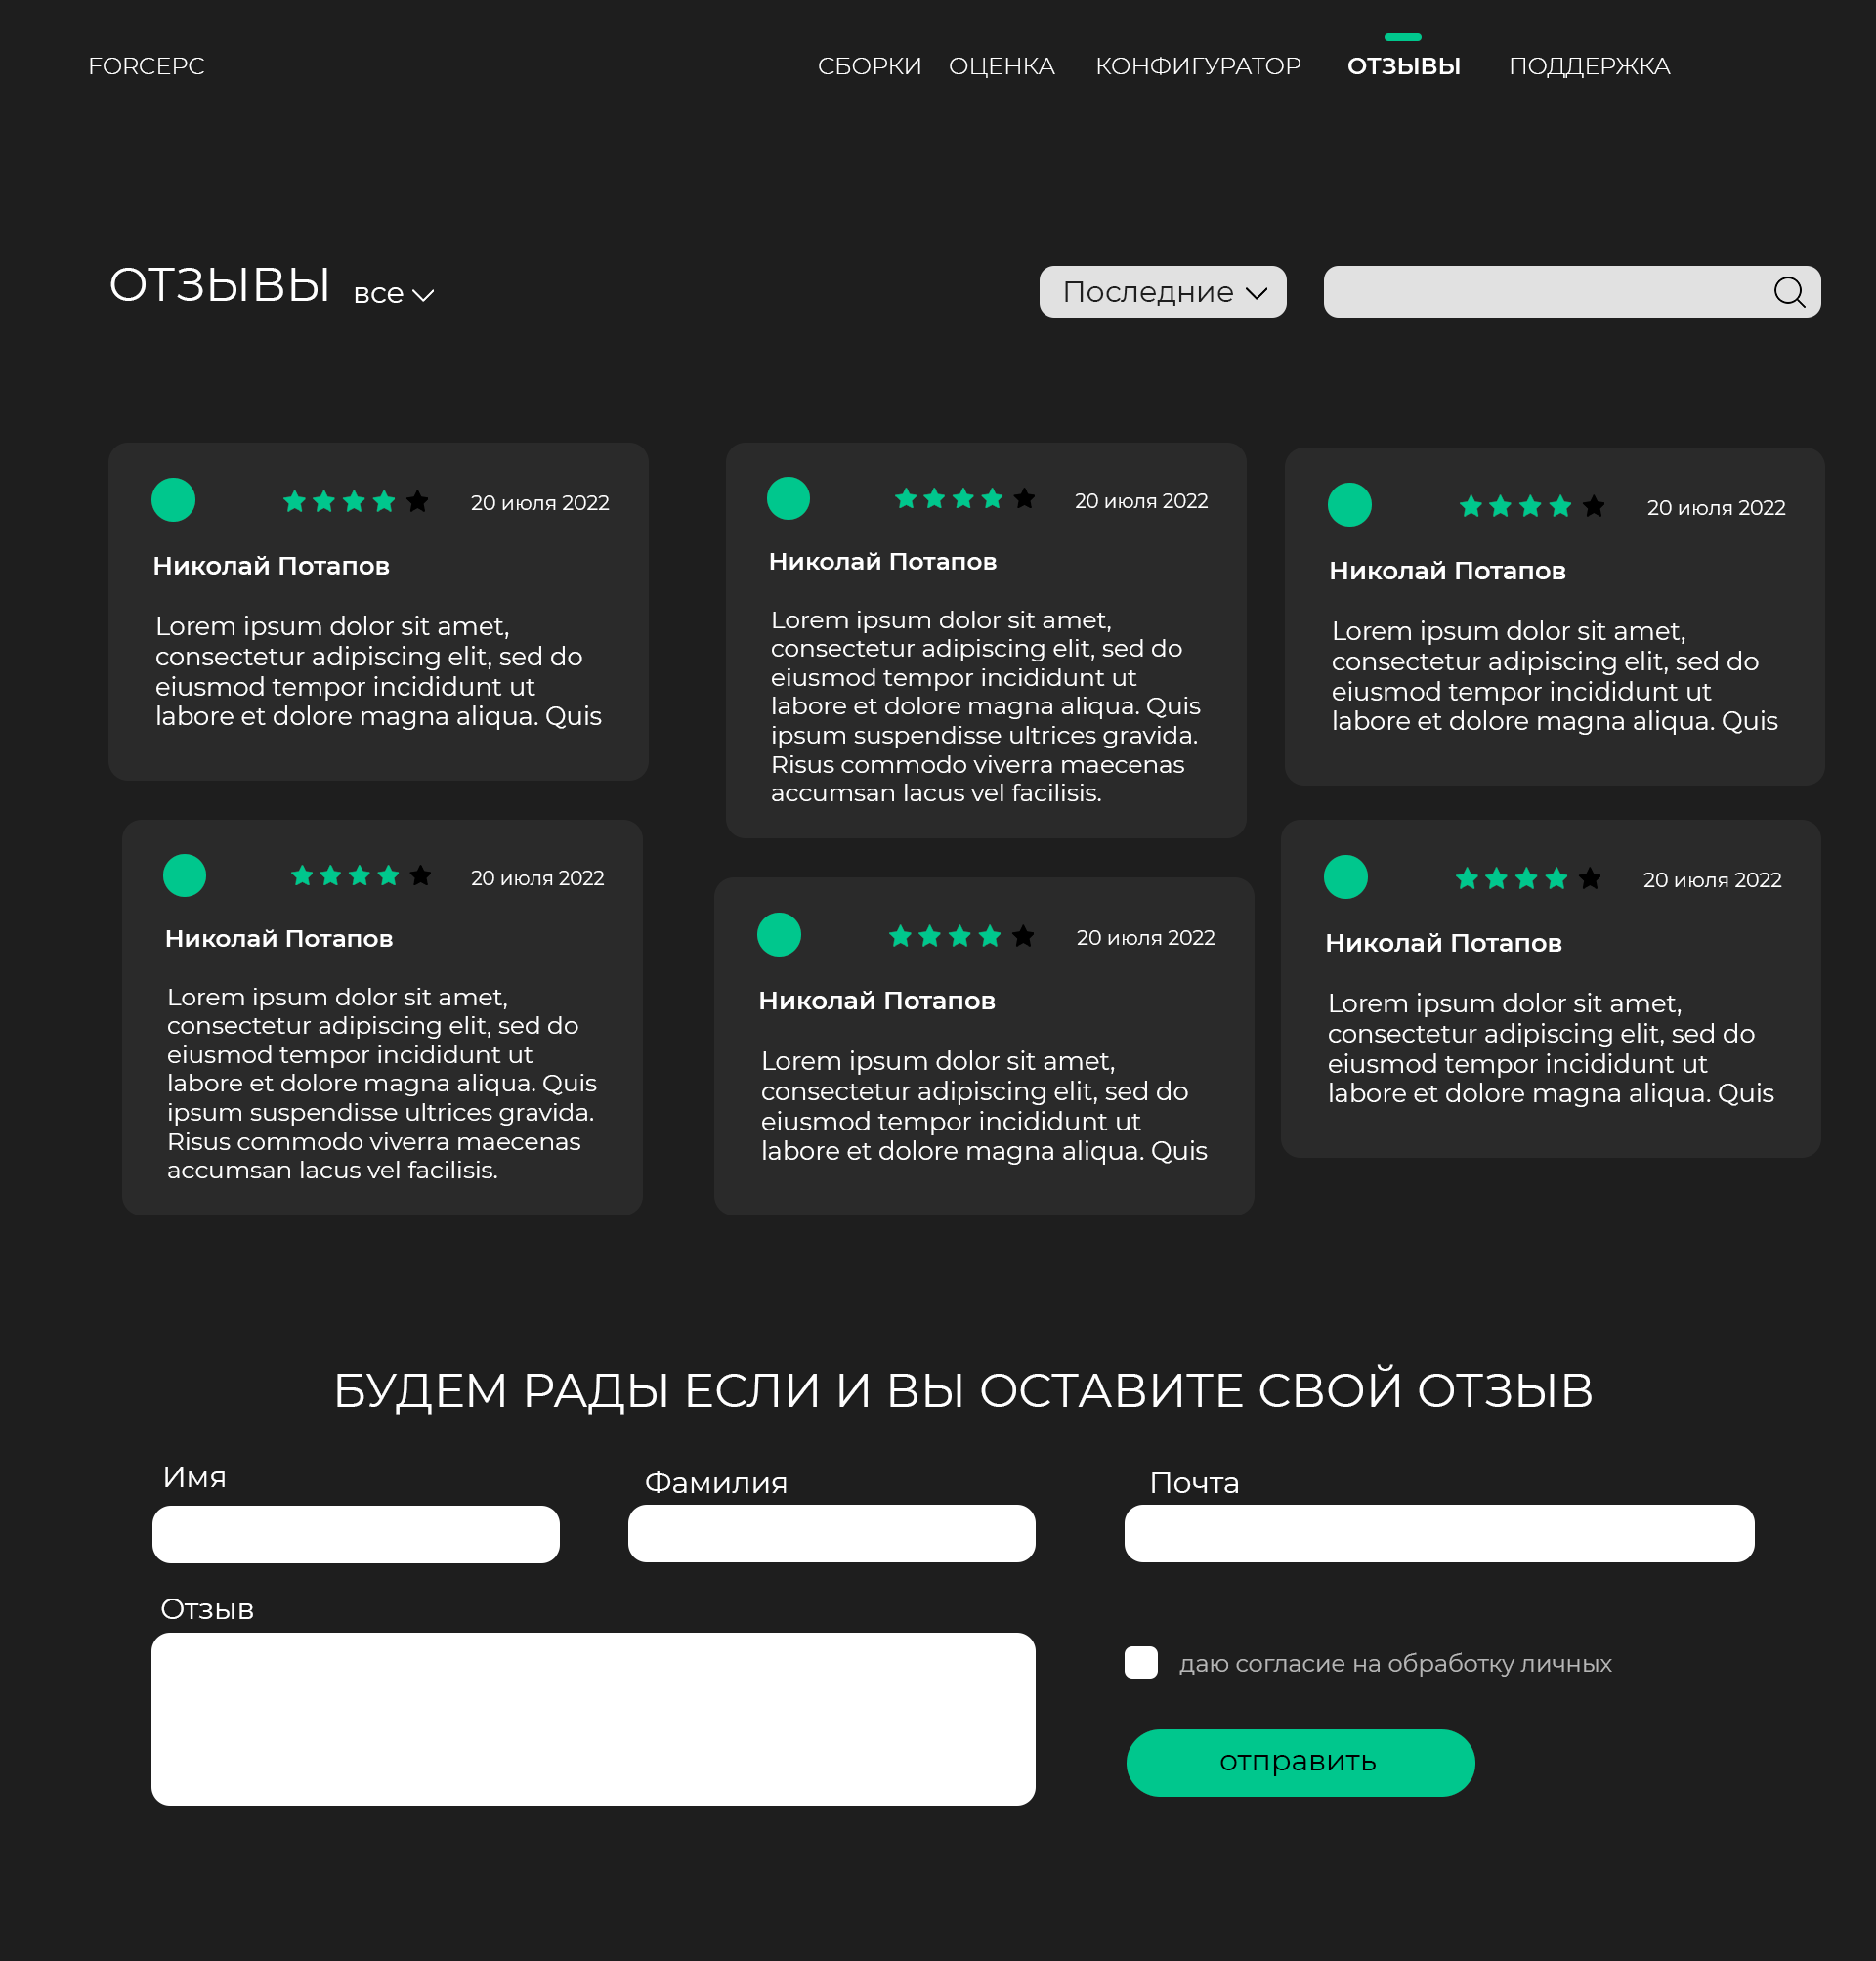 FORCEPC
СБОРКИ ОЦЕНКА КОНФИГУРАТОР ОТЗЫВЫ ПОДДЕРЖКА
ОТЗЫВЫ все
Последние
20 июля 2022
Николай Потапов
Lorem ipsum dolor sit amet,
consectetur adipiscing elit, sed do
eiusmod tempor incididunt ut
labore et dolore magna aliqua. Quis
20 июля 2022
Николай Потапов
Lorem ipsum dolor sit amet,
consectetur adipiscing elit, sed do
eiusmod tempor incididunt ut
labore et dolore magna aliqua. Quis
ipsum suspendisse ultrices gravida.
Risus commodo viverra maecenas
accumsan lacus vel facilisis.
20 июля 2022
Николай Потапов
Lorem ipsum dolor sit amet,
consectetur adipiscing elit, sed do
eiusmod tempor incididunt ut
labore et dolore magna aliqua. Quis
20 июля 2022
Николай Потапов
Lorem ipsum dolor sit amet,
consectetur adipiscing elit, sed do
eiusmod tempor incididunt ut
labore et dolore magna aliqua. Quis
ipsum suspendisse ultrices gravida.
Risus commodo viverra maecenas
accumsan lacus vel facilisis.
20 июля 2022
Николай Потапов
Lorem ipsum dolor sit amet,
consectetur adipiscing elit, sed do
eiusmod tempor incididunt ut
labore et dolore magna aliqua. Quis
20 июля 2022
Николай Потапов
Lorem ipsum dolor sit amet,
consectetur adipiscing elit, sed do
eiusmod tempor incididunt ut
labore et dolore magna aliqua. Quis
БУДЕМ РАДЫ ЕСЛИ И ВЫ ОСТАВИТЕ СВОЙ ОТЗЫВ
Имя
Фамилия
Почта
Отзыв
даю согласие на обработку личных
отправить